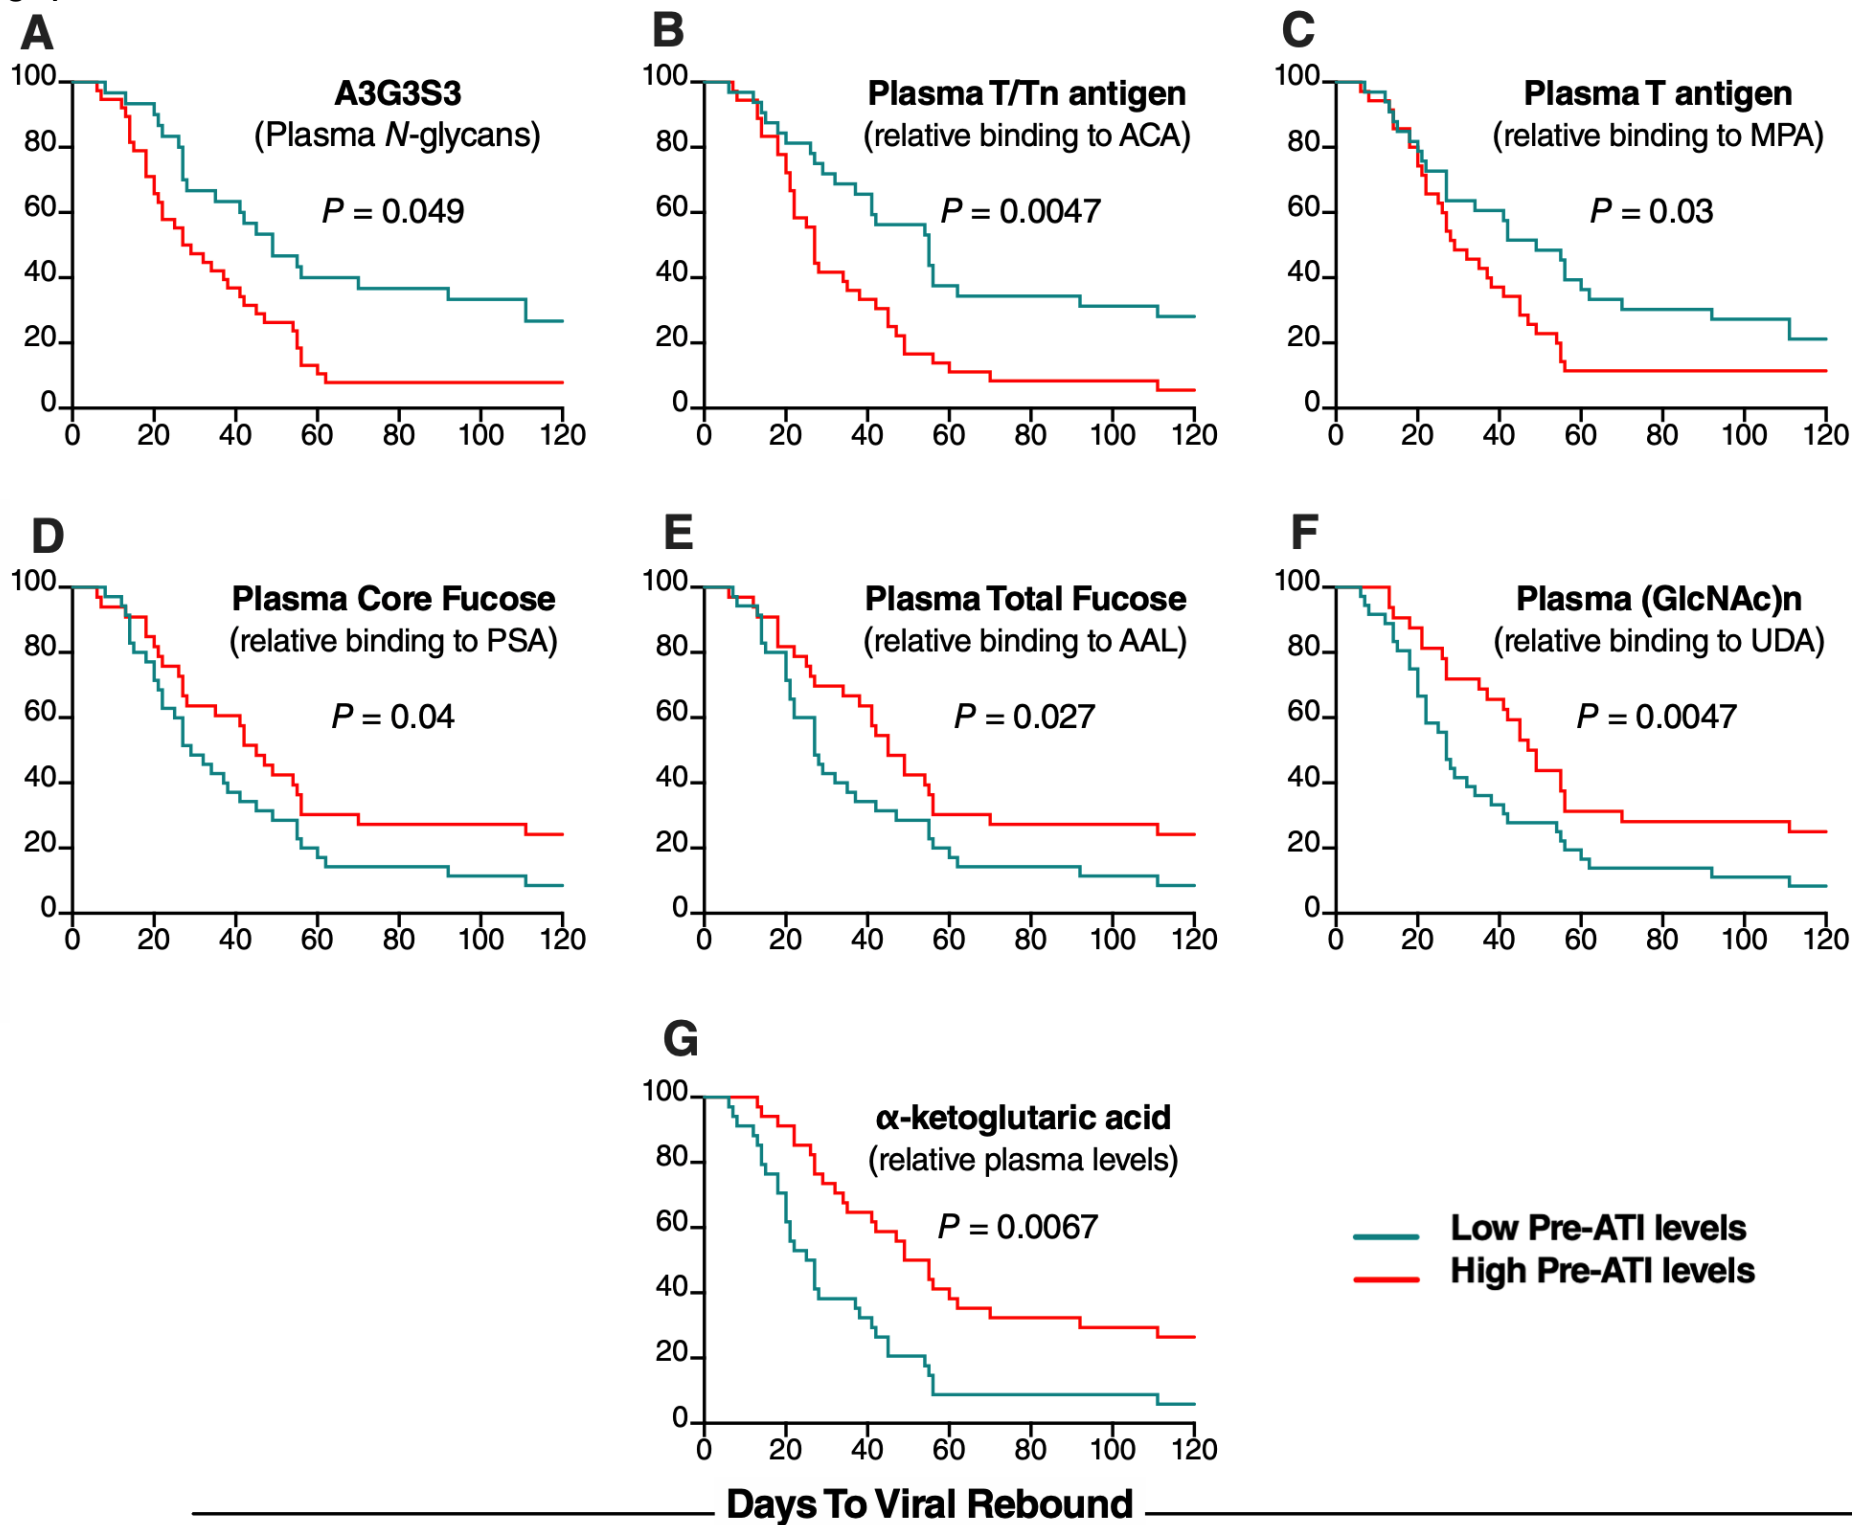 A
A3G3S3
(Plasma N-glycans)
P = 0.049
100
80
60
40
20
0
0 20 40 60 80 100 120
B
Plasma T/Tn antigen
(relative binding to ACA)
P = 0.0047
100
80
60
40
20
0
0 20 40 60 80 100 120
C
Plasma T antigen
(relative binding to MPA)
P = 0.03
100
80
60
40
20
0
0 20 40 60 80 100 120
D
Plasma Core Fucose
(relative binding to PSA)
P = 0.04
100
80
60
40
20
0
0 20 40 60 80 100 120
E
Plasma Total Fucose
(relative binding to AAL)
P = 0.027
100
80
60
40
20
0
0 20 40 60 80 100 120
F
Plasma (GlcNAc)n
(relative binding to UDA)
P = 0.0047
100
80
60
40
20
0
0 20 40 60 80 100 120
G
α-ketoglutaric acid
(relative plasma levels)
P = 0.0067
100
80
60
40
20
0
0 20 40 60 80 100 120
Low Pre-ATI levels
High Pre-ATI levels
Days To Viral Rebound